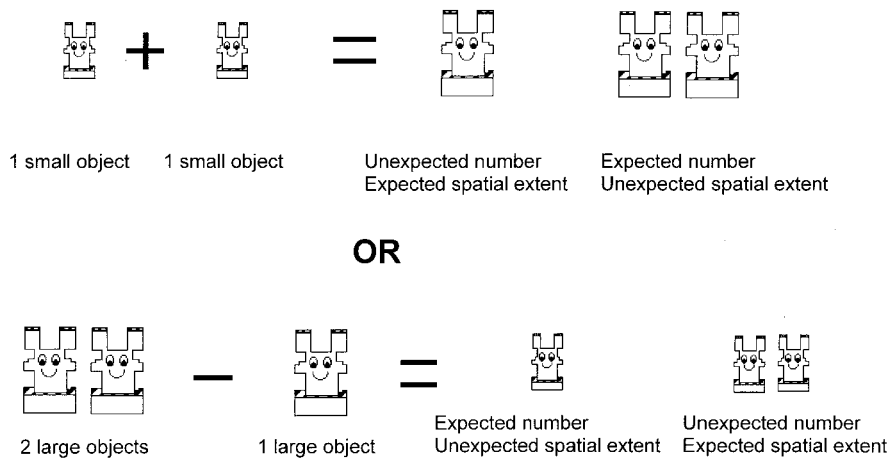 + =
1 small object 1 small object Unexpected number Expected number
Expected spatial extent Unexpected spatial extent
OR
− =
2 large objects 1 large object Expected number Unexpected number
Unexpected spatial extent Expected spatial extent